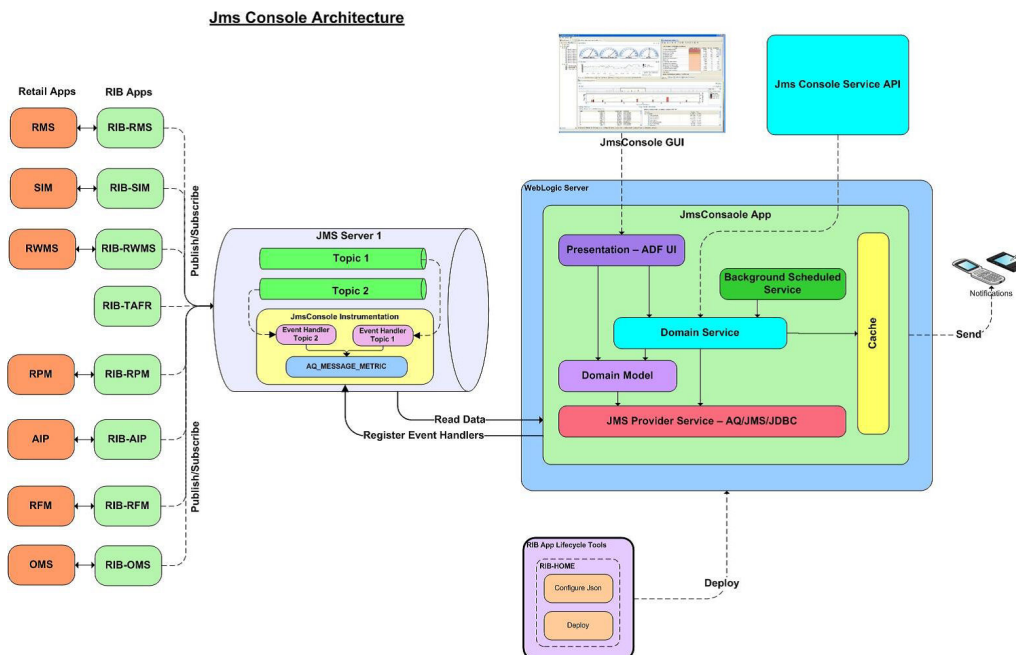 Jms Console Architecture
Retail Apps
RIB Apps
RMS
RIB-RMS
SIM
RIB-SIM
RWMS
RIB-RWMS
RIB-TAFR
RPM
RIB-RPM
AIP
RIB-AIP
RFM
RIB-RFM
OMS
RIB-OMS
Publish/Subscribe
Publish/Subscribe
JMS Server 1
Topic 1
Topic 2
JmsConsole Instrumentation
Event Handler
Topic 2
Event Handler
Topic 1
AQ_MESSAGE_METRIC
Read Data
Register Event Handlers
JmsConsole GUI
Jms Console Service API
WebLogic Server
JmsConsaole App
Presentation – ADF UI
Background Scheduled
Service
Domain Service
Domain Model
JMS Provider Service – AQ/JMS/JDBC
Cache
Send
Notifications
Deploy
RIB App Lifecycle Tools
RIB-HOME
Configure Json
Deploy